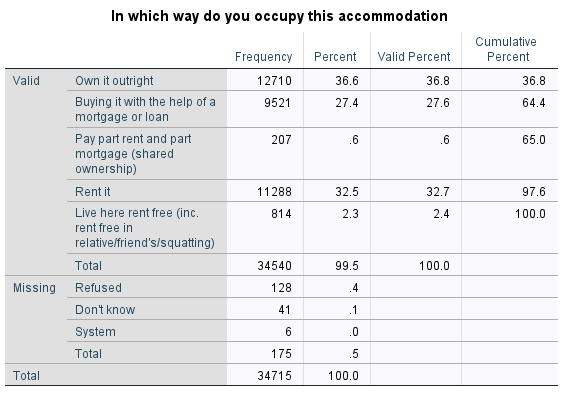 In which way do you occupy this accommodation
Frequency Percent Valid Percent Cumulative Percent
Valid Own it outright 12710 36.6 36.8 36.8
Buying it with the help of a
mortgage or loan 9521 27.4 27.6 64.4
Pay part rent and part
mortgage (shared
ownership) 207 .6 .6 65.0
Rent it 11288 32.5 32.7 97.6
Live here rent free (inc.
rent free in
relative/friend's/squatting) 814 2.3 2.4 100.0
Total 34540 99.5 100.0
Missing Refused 128 .4
Don't know 41 .1
System 6 .0
Total 175 .5
Total 34715 100.0